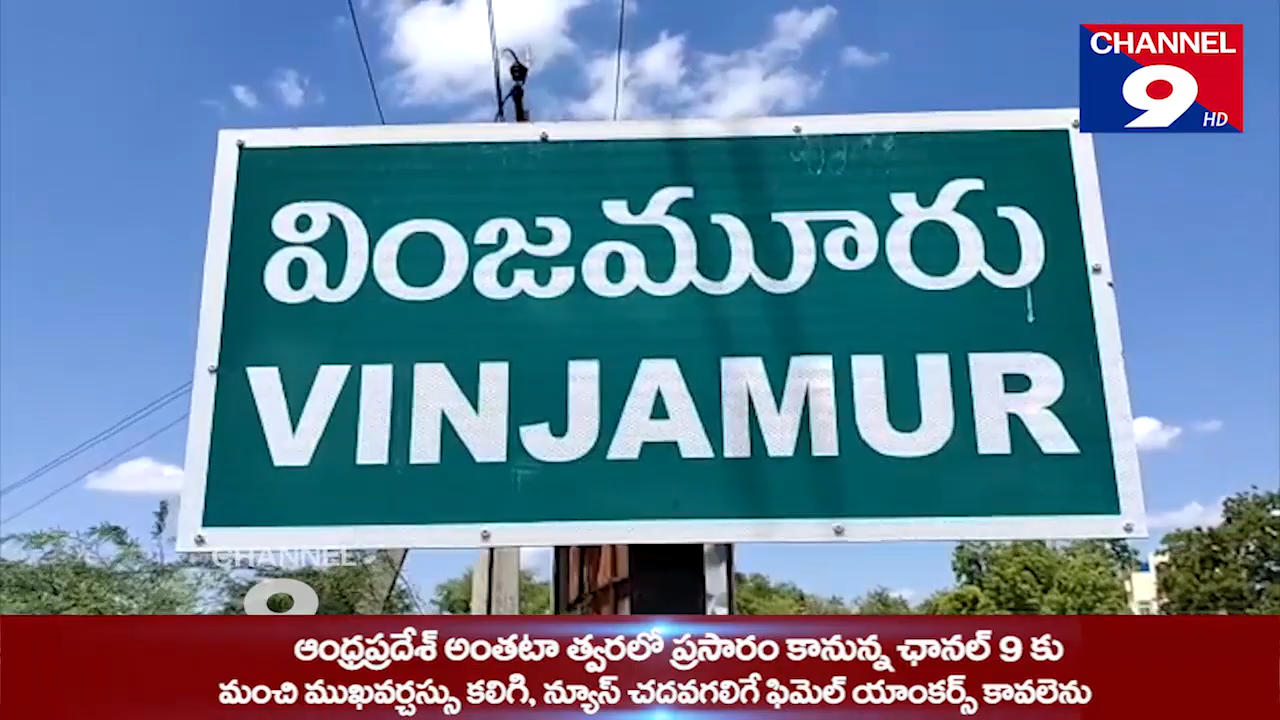 CHANNEL
9
HD
వింజమూరు
VINJAMUR
CHANNEL
9
ఆంధ్రప్రదేశ్ అంతటా త్వరలో ప్రసారం కానున్న ఛానల్ 9 కు
మంచి ముఖవర్చస్సు కలిగి, న్యూస్ చదవగలిగే ఫిమెల్ యాంకర్స్ కావలెను